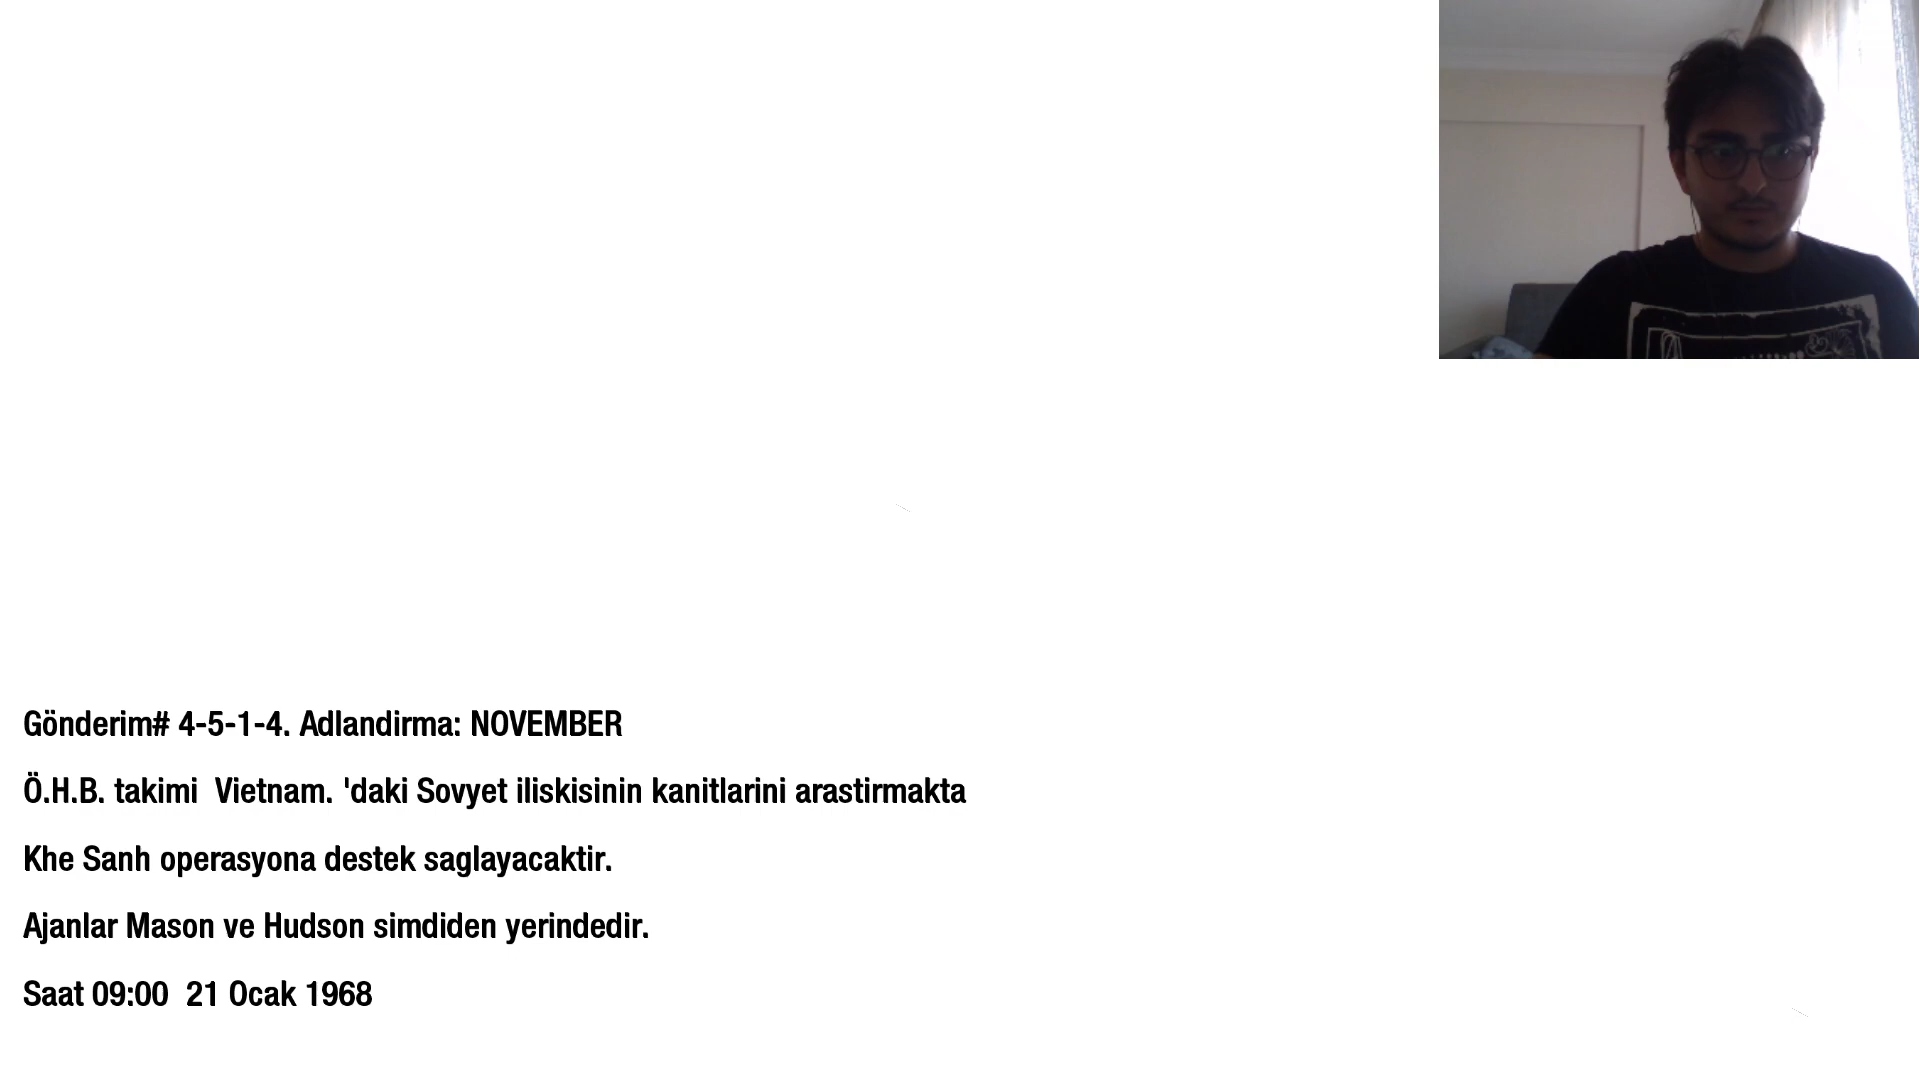 Gönderim# 4-5-1-4. Adlandirma: NOVEMBER
Ö.H.B. takimi  Vietnam. 'daki Sovyet iliskisinin kanitlarini arastirmakta
Khe Sanh operasyona destek saglayacaktir.
Ajanlar Mason ve Hudson simdiden yerindedir.
Saat 09:00  21 Ocak 1968